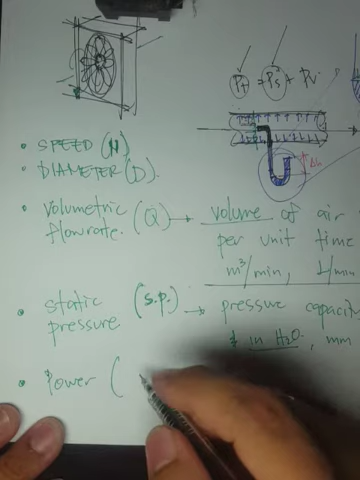 Pt = Ps + Pv
Δh
• SPEED (N)
• DIAMETER (D).
• Volumetric flowrate. (Q) → volume of air
per unit time
m³/min, l/min
• static pressure (s.p.) → pressure capacity
in H2O, mm
• Power (